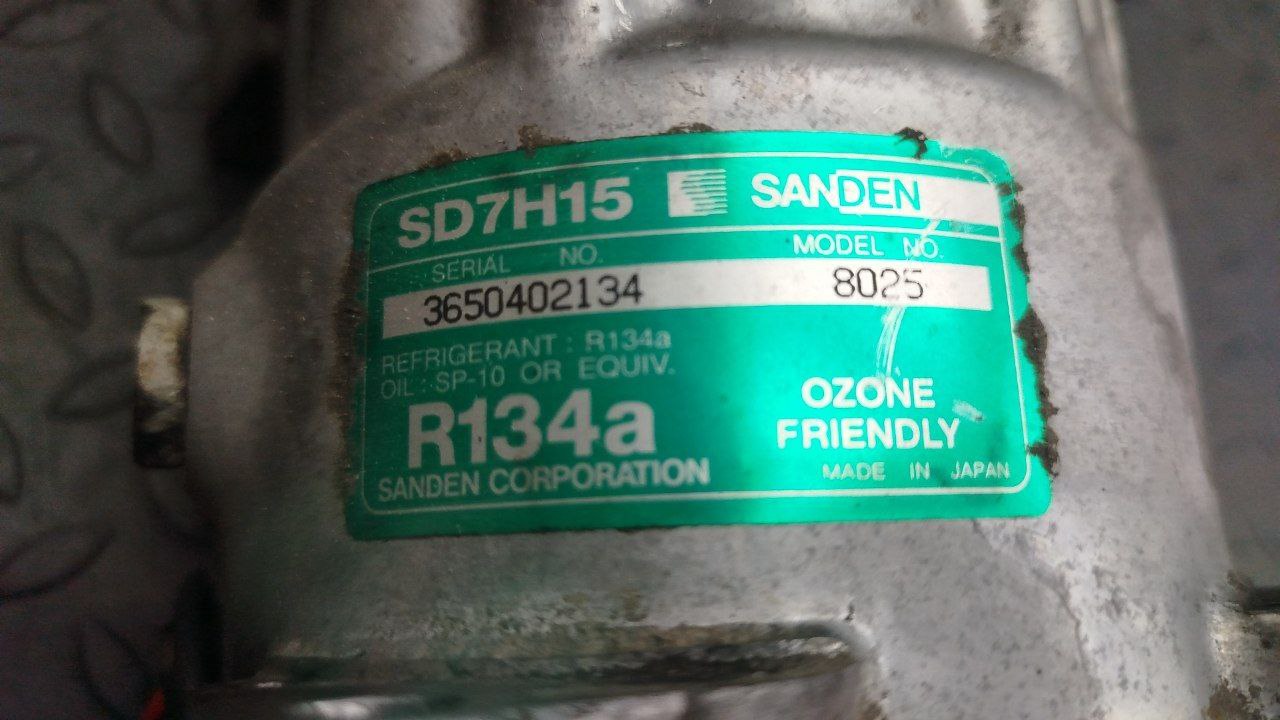 SD7H15 SANDEN
SERIAL NO. MODEL NO.
3650402134 8025
REFRIGERANT : R134a
OIL : SP-10 OR EQUIV.
R134a
OZONE
FRIENDLY
SANDEN CORPORATION
MADE IN JAPAN